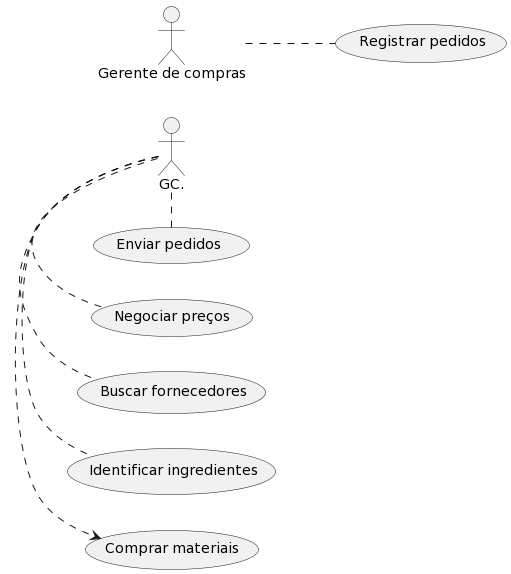 Gerente de compras
Registrar pedidos
GC.
Enviar pedidos
Negociar preços
Buscar fornecedores
Identificar ingredientes
Comprar materiais